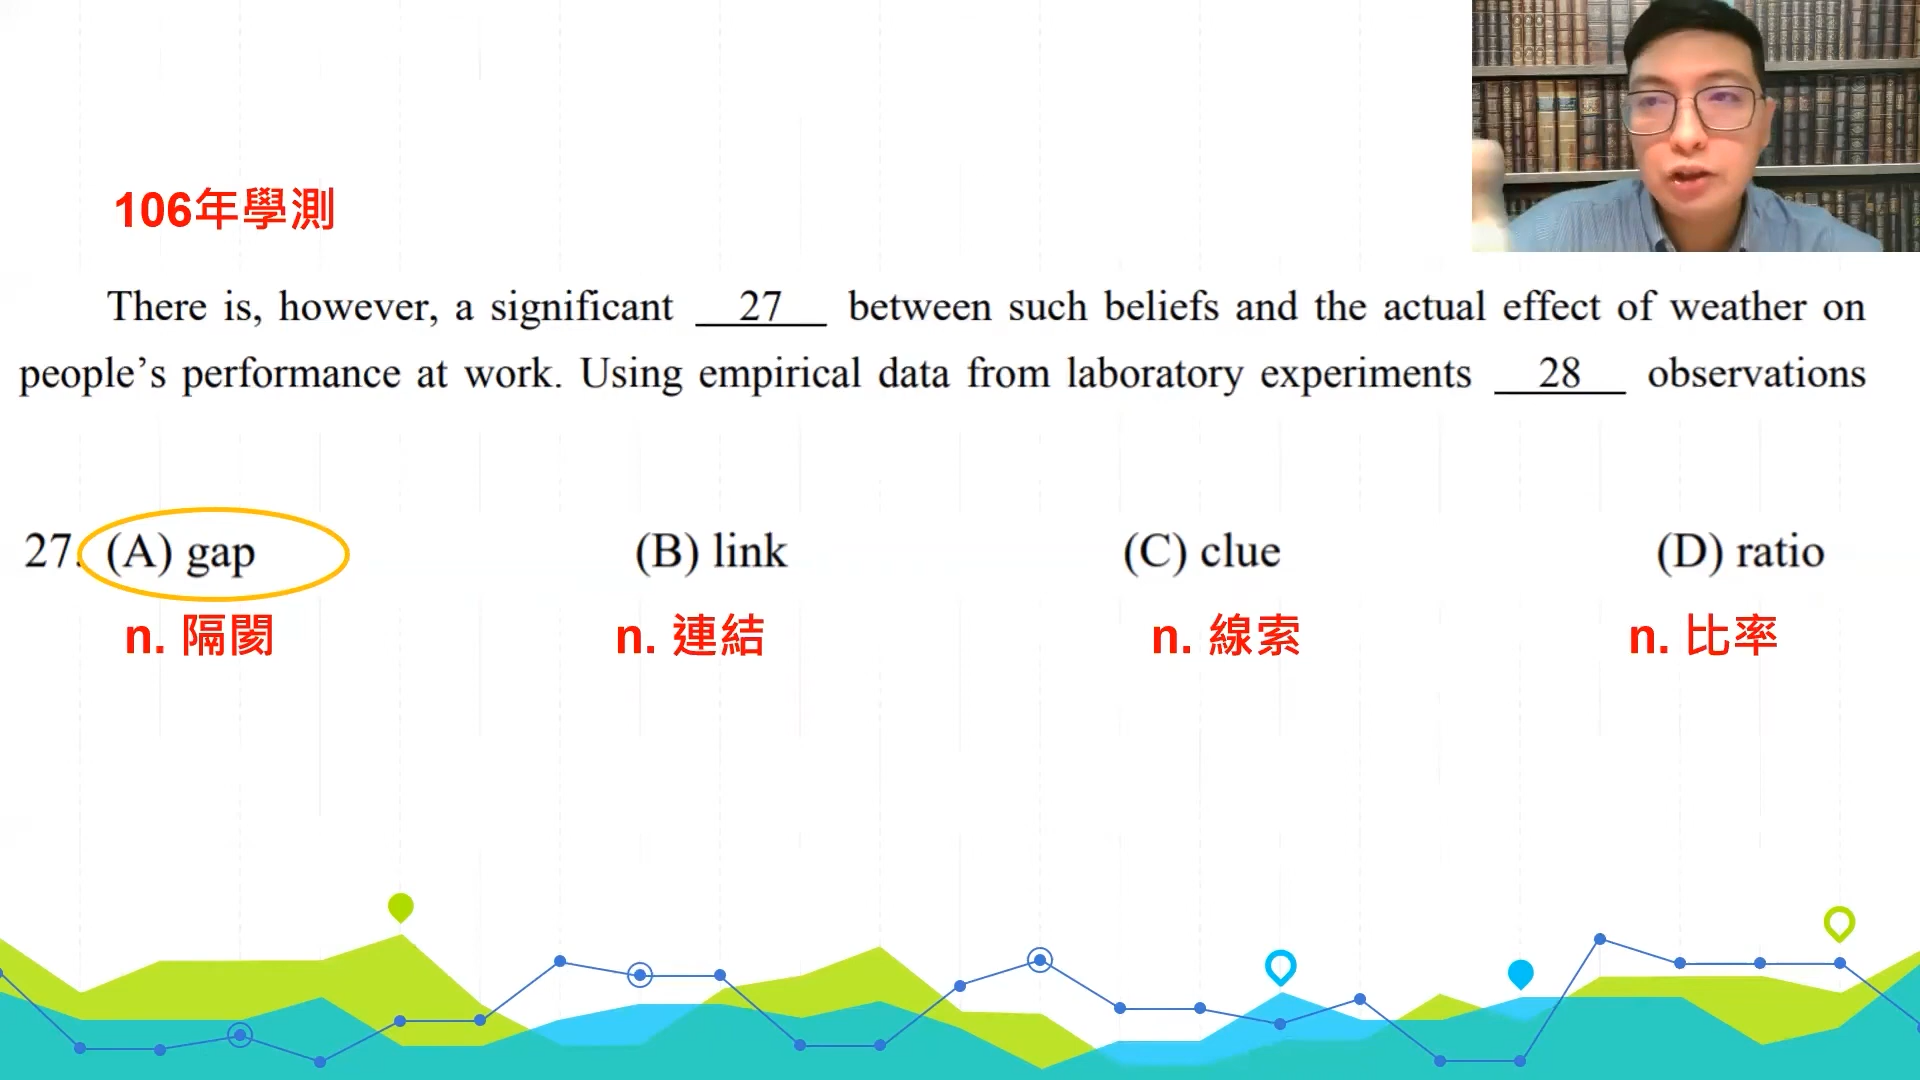 106年學測
There is, however, a significant 27 between such beliefs and the actual effect of weather on
people's performance at work. Using empirical data from laboratory experiments 28 observations
27. (A) gap (B) link (C) clue (D) ratio
n. 隔閡 n. 連結 n. 線索 n. 比率